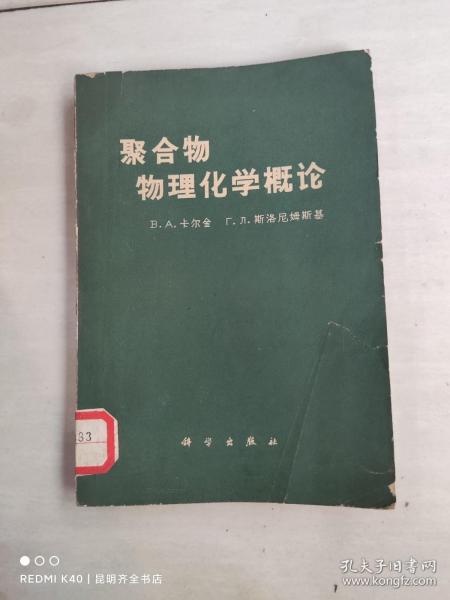 聚合物
物理化学概论
В.А.卡尔金 Г.Л.斯洛尼姆斯基
33
科学出版社
REDMI K40 | 昆明齐全书店
孔夫子旧书网
www.kongfz.com